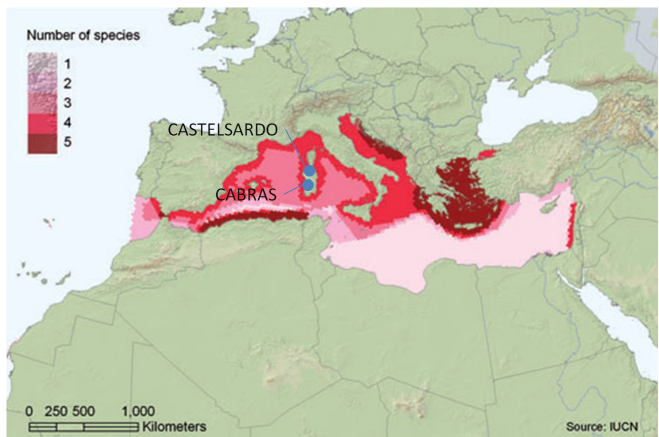 Number of species
1
2
3
4
5
CASTELSARDO
CABRAS
0 250 500 1,000
Kilometers
Source: IUCN